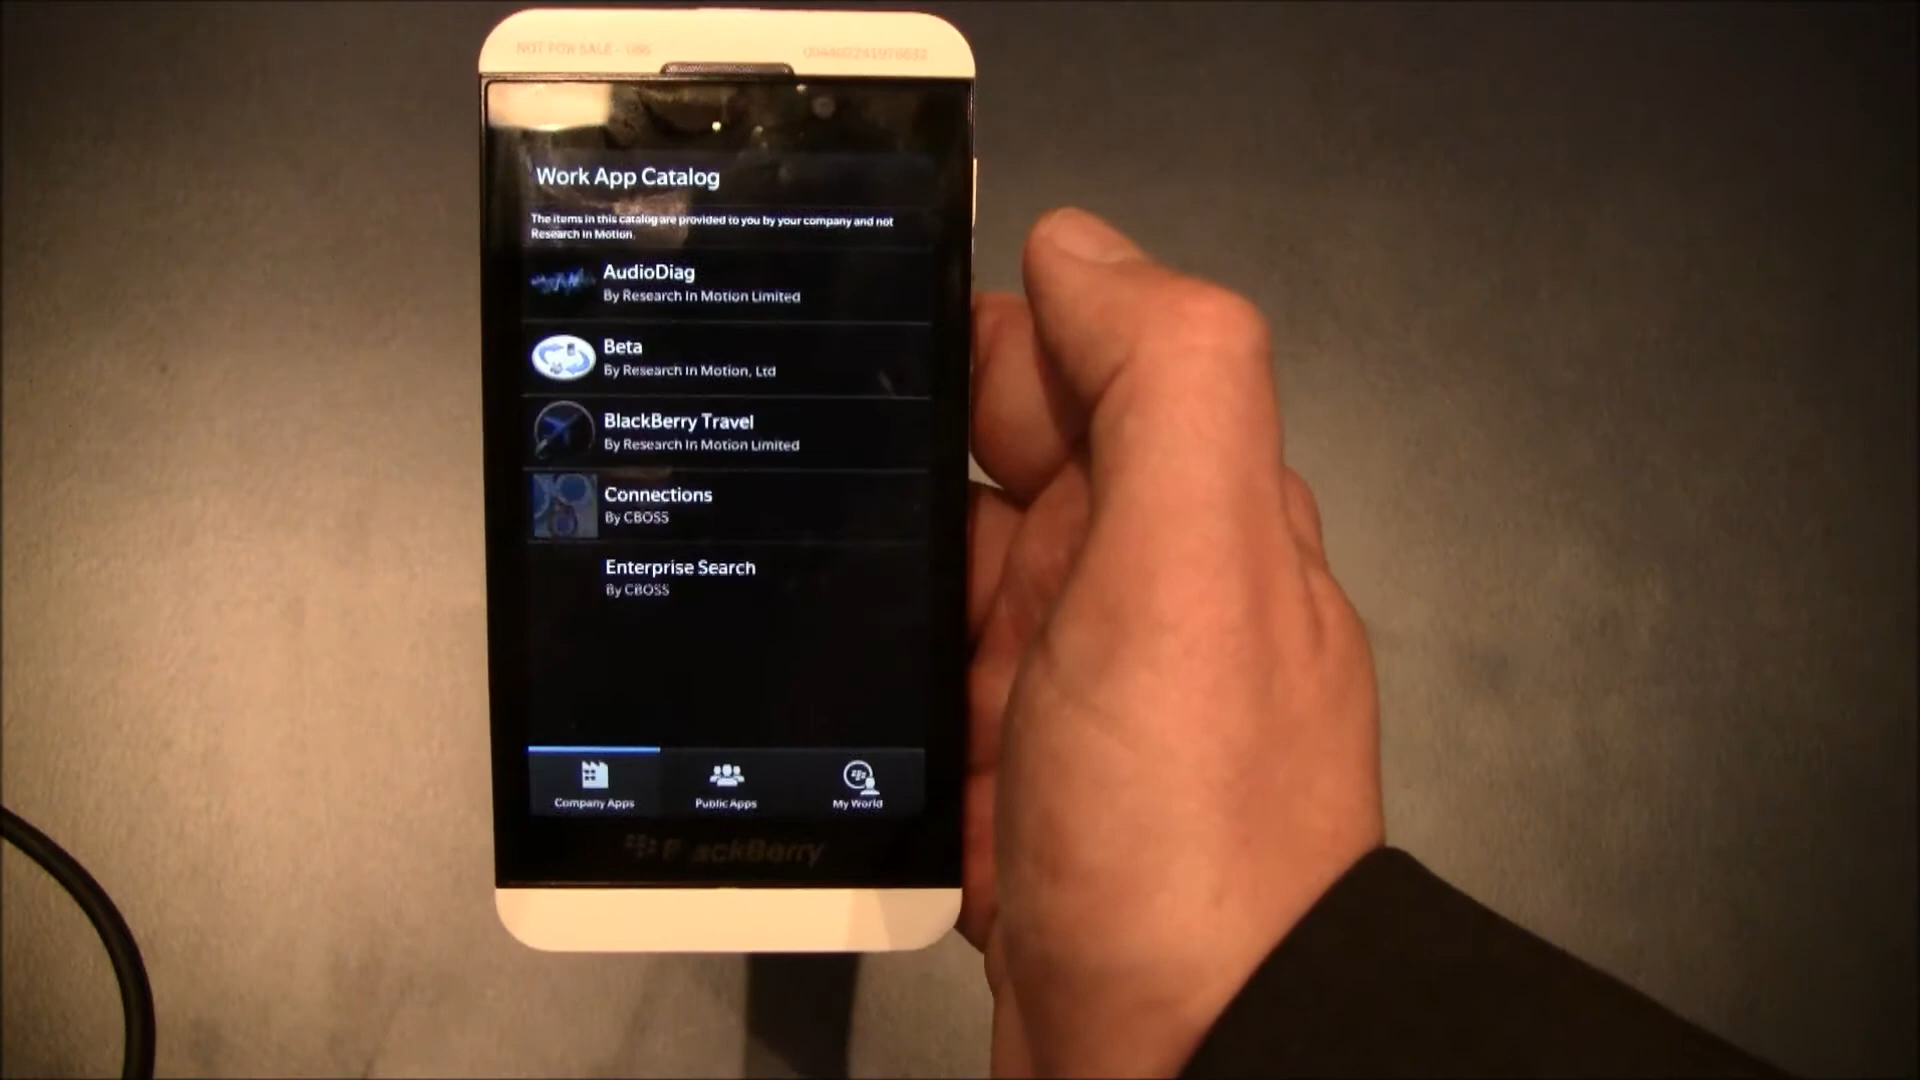 NOT FOR SALE -
Work App Catalog
The items in this catalog are provided to you by your company and not
Research In Motion.
AudioDiag
By Research In Motion Limited
Beta
By Research In Motion, Ltd
BlackBerry Travel
By Research In Motion Limited
Connections
By CBOSS
Enterprise Search
By CBOSS
Company Apps
Public Apps
My World
BlackBerry